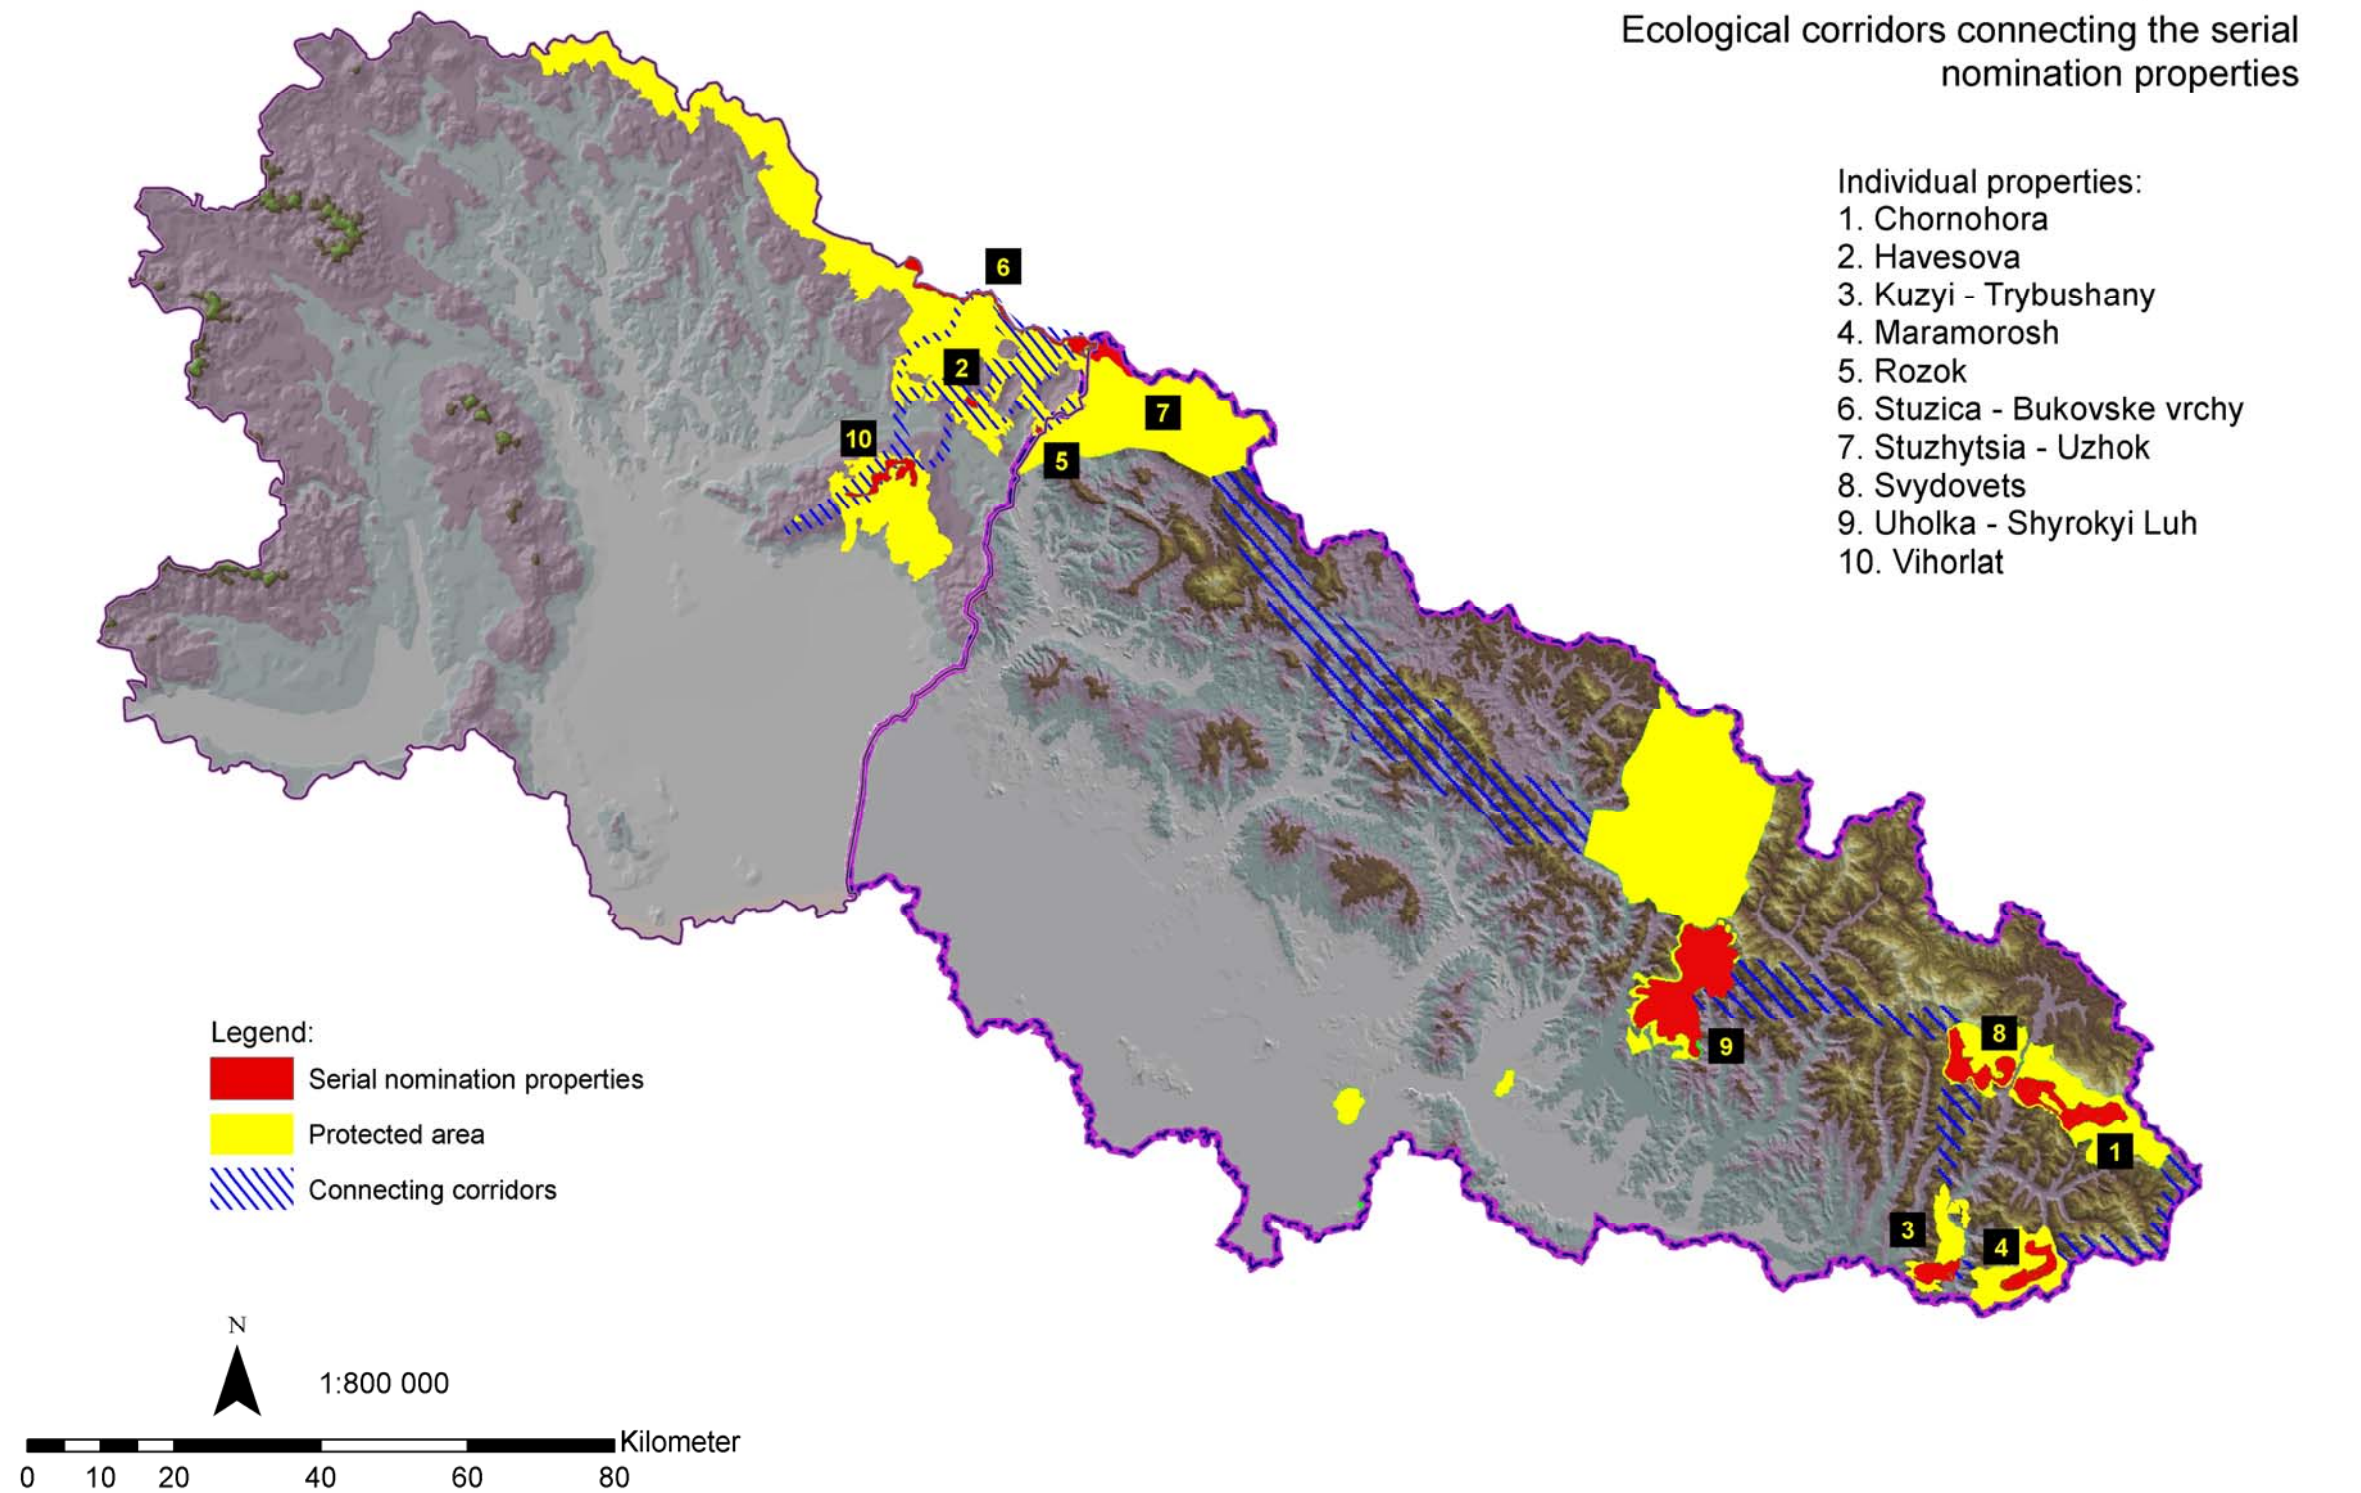 Ecological corridors connecting the serial
nomination properties
Individual properties:
1. Chornohora
2. Havesova
3. Kuzyi - Trybushany
4. Maramorosh
5. Rozok
6. Stuzica - Bukovske vrchy
7. Stuzhytsia - Uzhok
8. Svydovets
9. Uholka - Shyrokyi Luh
10. Vihorlat
6
2
7
10
5
8
9
1
3
4
Legend:
Serial nomination properties
Protected area
Connecting corridors
N
1:800 000
Kilometer
0 10 20 40 60 80